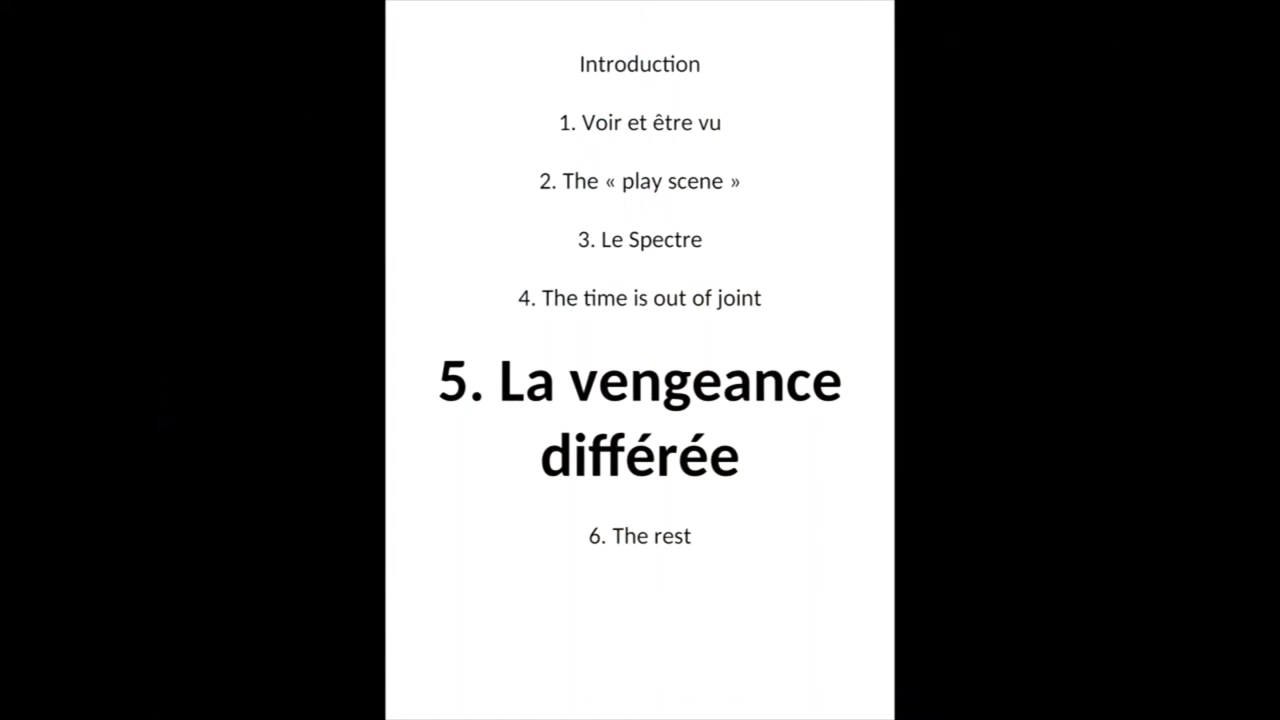 Introduction
1. Voir et être vu
2. The « play scene »
3. Le Spectre
4. The time is out of joint
5. La vengeance
différée
6. The rest